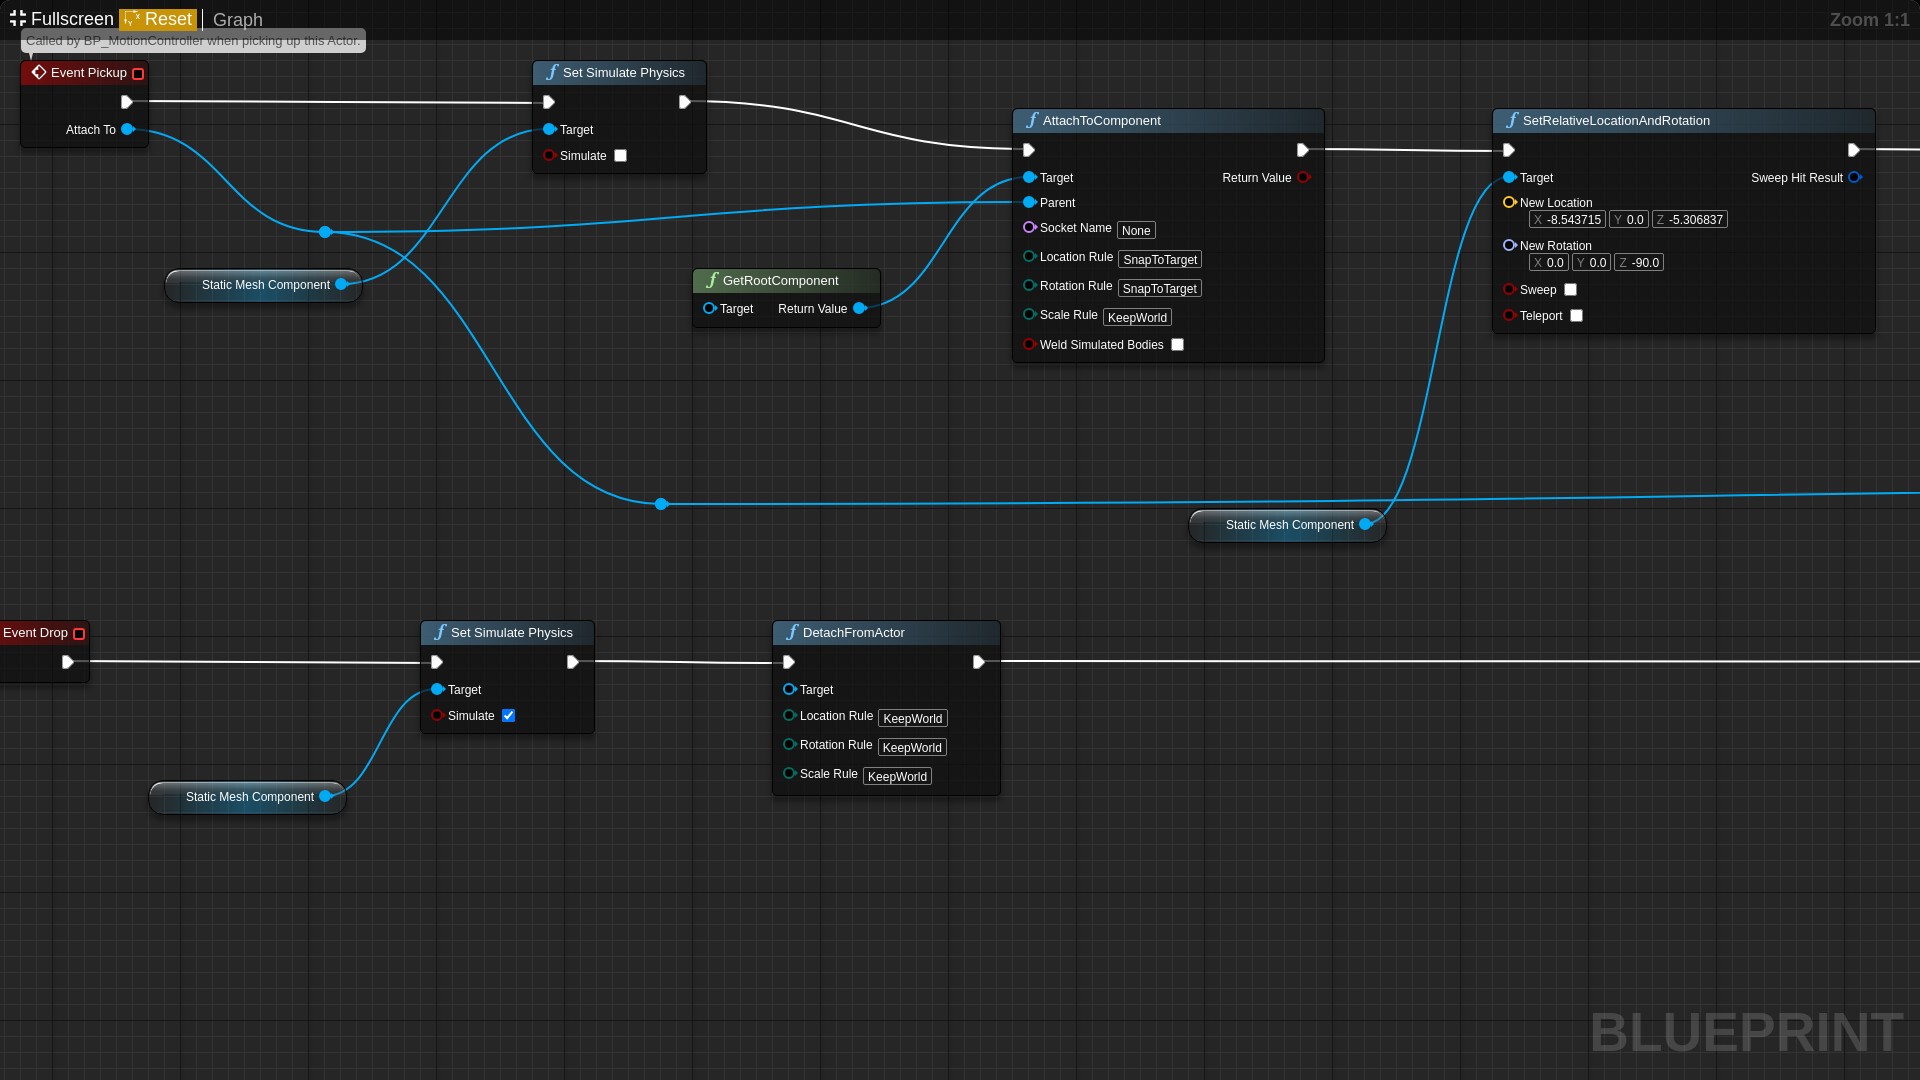 Fullscreen Reset Graph Zoom 1:1
Called by BP_MotionController when picking up this Actor.
Event Pickup
Attach To
Set Simulate Physics
Target
Simulate
AttachToComponent
Target Return Value
Parent
Socket Name None
Location Rule SnapToTarget
Rotation Rule SnapToTarget
Scale Rule KeepWorld
Weld Simulated Bodies
SetRelativeLocationAndRotation
Target Sweep Hit Result
New Location
X -8.543715 Y 0.0 Z -5.306837
New Rotation
X 0.0 Y 0.0 Z -90.0
Sweep
Teleport
Static Mesh Component
GetRootComponent
Target Return Value
Static Mesh Component
Event Drop
Set Simulate Physics
Target
Simulate
DetachFromActor
Target
Location Rule KeepWorld
Rotation Rule KeepWorld
Scale Rule KeepWorld
Static Mesh Component
BLUEPRINT